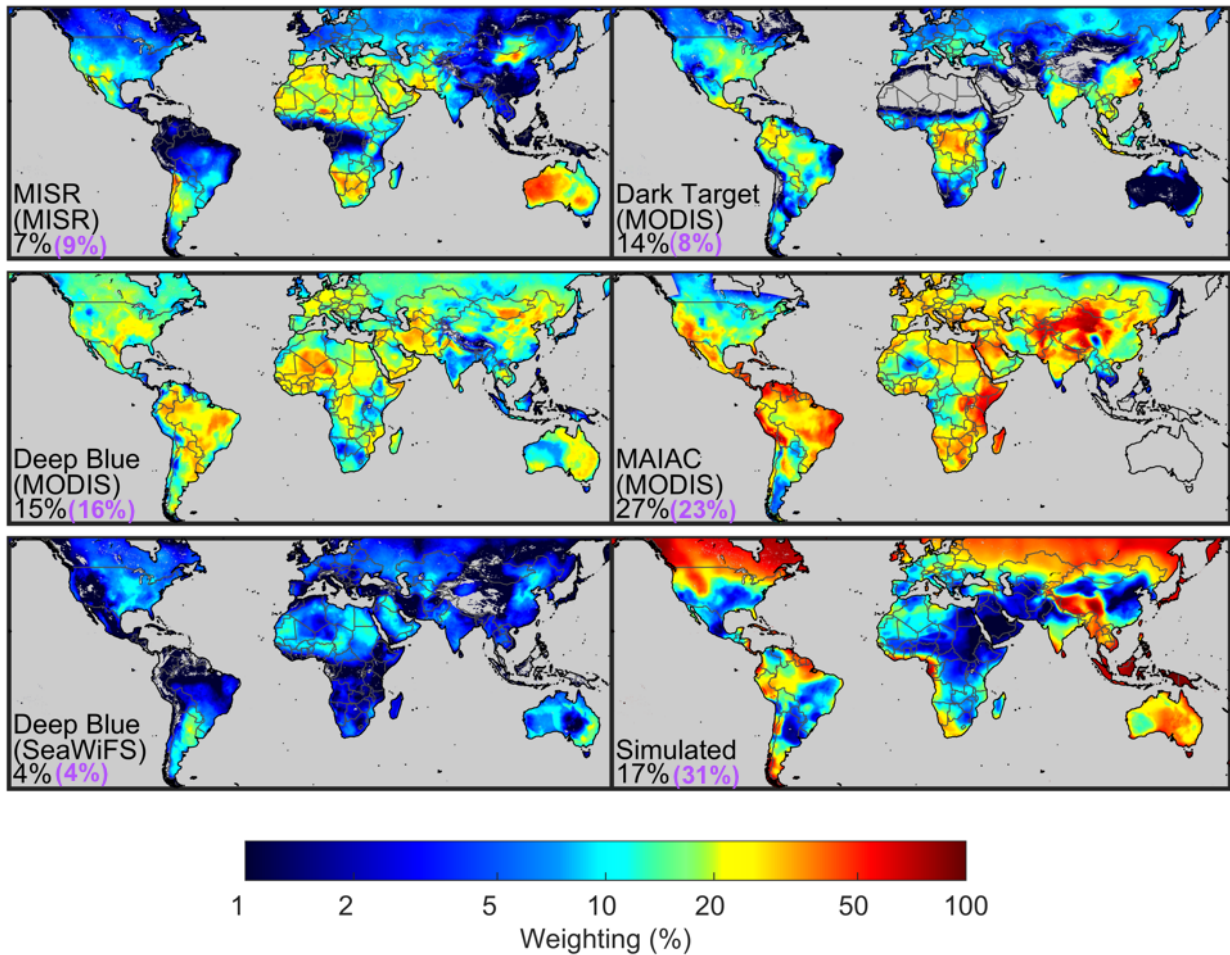 MISR
(MISR)
7%(9%)
Dark Target
(MODIS)
14%(8%)
Deep Blue
(MODIS)
15%(16%)
MAIAC
(MODIS)
27%(23%)
Deep Blue
(SeaWiFS)
4%(4%)
Simulated
17%(31%)
1 2 5 10 20 50 100
Weighting (%)